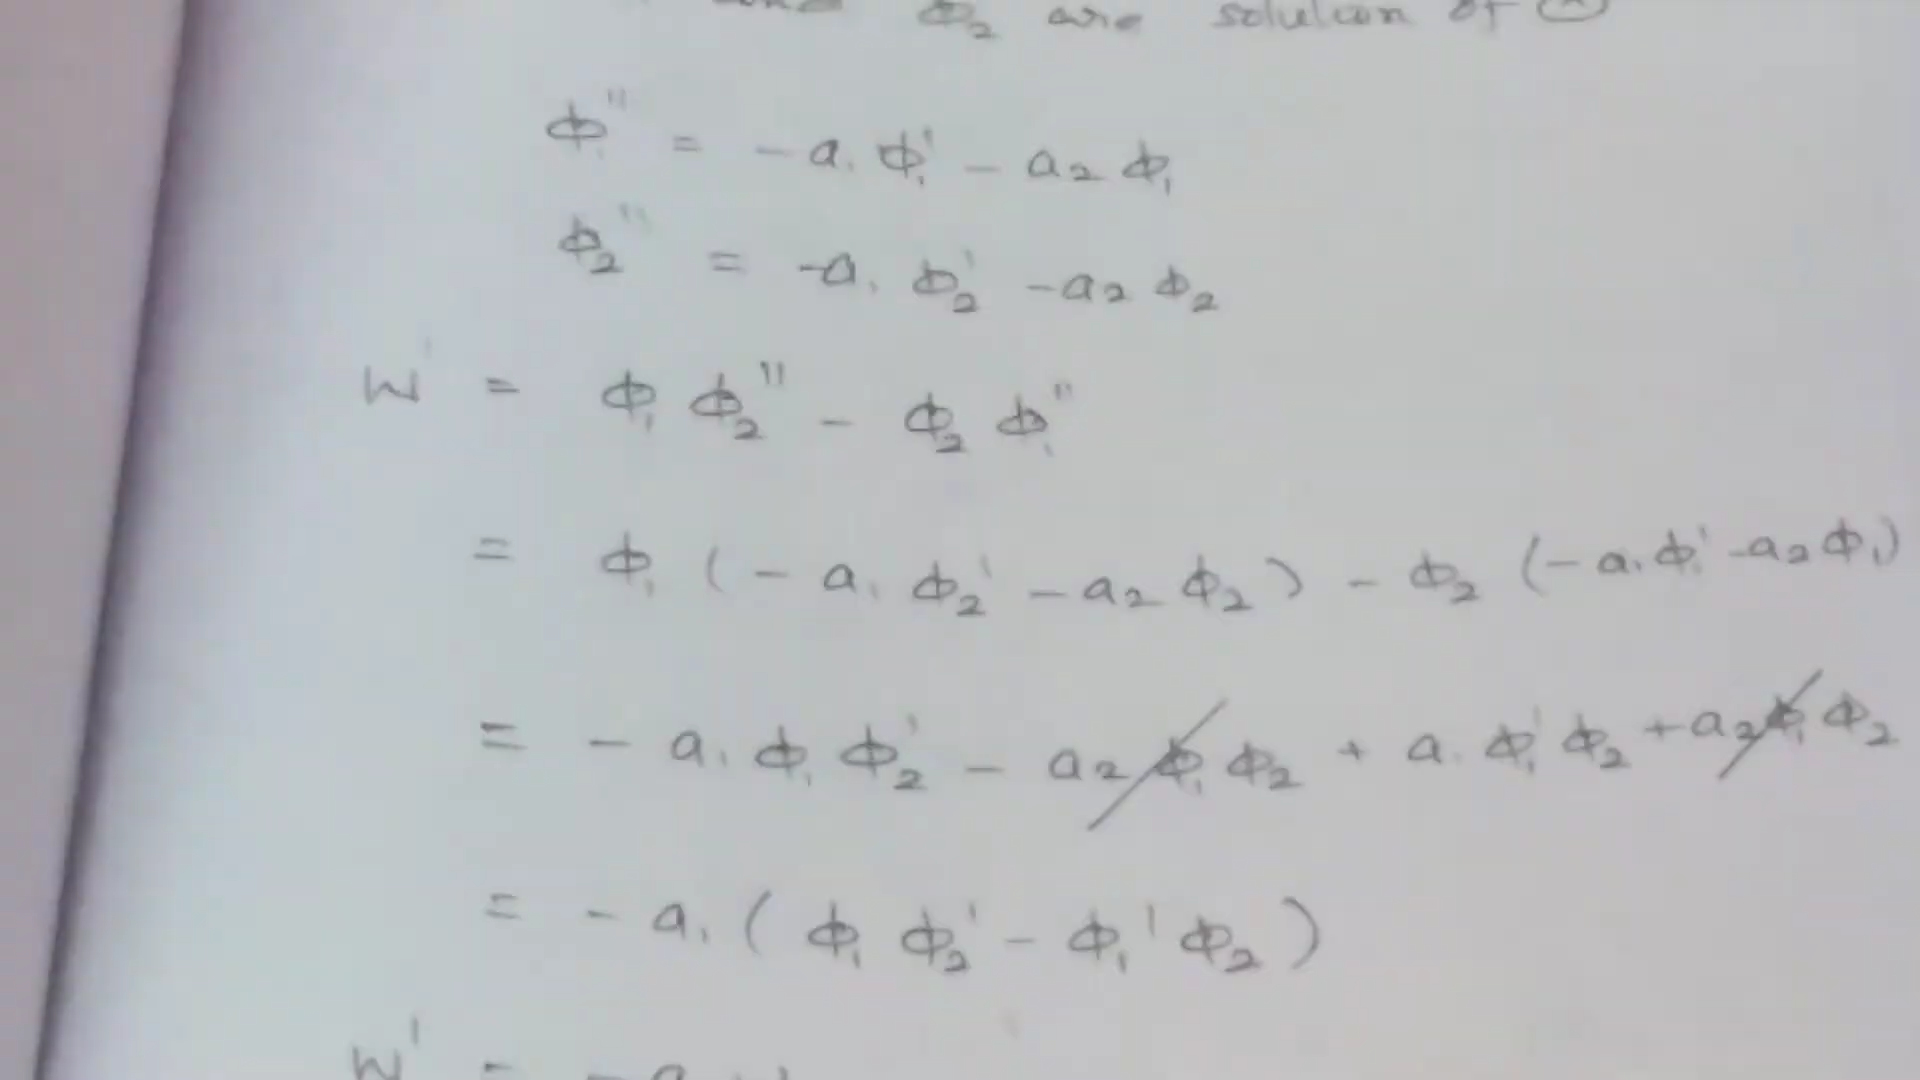 ϕ₂ are solution of
ϕ₁'' = - a₁ ϕ₁' - a₂ ϕ₁
ϕ₂'' = -a₁ ϕ₂' - a₂ ϕ₂
W' = ϕ₁ ϕ₂'' - ϕ₂ ϕ₁''
= ϕ₁ ( - a₁ ϕ₂' - a₂ ϕ₂ ) - ϕ₂ ( - a₁ ϕ₁' - a₂ ϕ₁ )
= - a₁ ϕ₁ ϕ₂' - a₂ ϕ₁ ϕ₂ + a₁ ϕ₁' ϕ₂ + a₂ ϕ₁ ϕ₂
= - a₁ ( ϕ₁ ϕ₂' - ϕ₁' ϕ₂ )
W' = - a